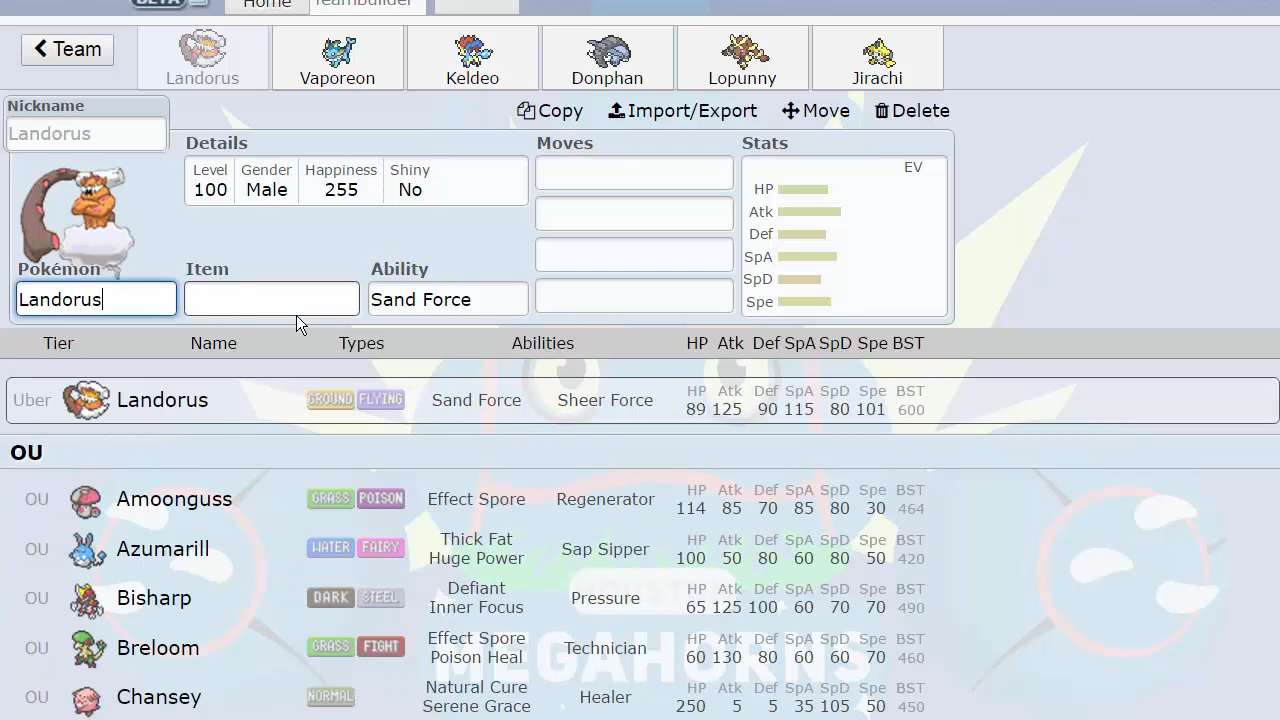 BETA
Home
Teambuilder
Team
Landorus
Vaporeon
Keldeo
Donphan
Lopunny
Jirachi
Copy
Import/Export
Move
Delete
Nickname
Landorus
Details
Level Gender Happiness Shiny
100 Male 255 No
Moves
Stats
EV
HP
Atk
Def
SpA
SpD
Spe
Pokémon
Item
Ability
Landorus
Sand Force
Tier Name Types Abilities HP Atk Def SpA SpD Spe BST
Uber Landorus GROUND FLYING Sand Force Sheer Force
HP Atk Def SpA SpD Spe BST
89 125 90 115 80 101 600
OU
OU Amoonguss GRASS POISON Effect Spore Regenerator
HP Atk Def SpA SpD Spe BST
114 85 70 85 80 30 464
OU Azumarill WATER FAIRY Thick Fat
Huge Power Sap Sipper
HP Atk Def SpA SpD Spe BST
100 50 80 60 80 50 420
OU Bisharp DARK STEEL Defiant
Inner Focus Pressure
HP Atk Def SpA SpD Spe BST
65 125 100 60 70 70 490
OU Breloom GRASS FIGHT Effect Spore
Poison Heal Technician
HP Atk Def SpA SpD Spe BST
60 130 80 60 60 70 460
OU Chansey NORMAL Natural Cure
Serene Grace Healer
HP Atk Def SpA SpD Spe BST
250 5 5 35 105 50 450
MEGAHORNS